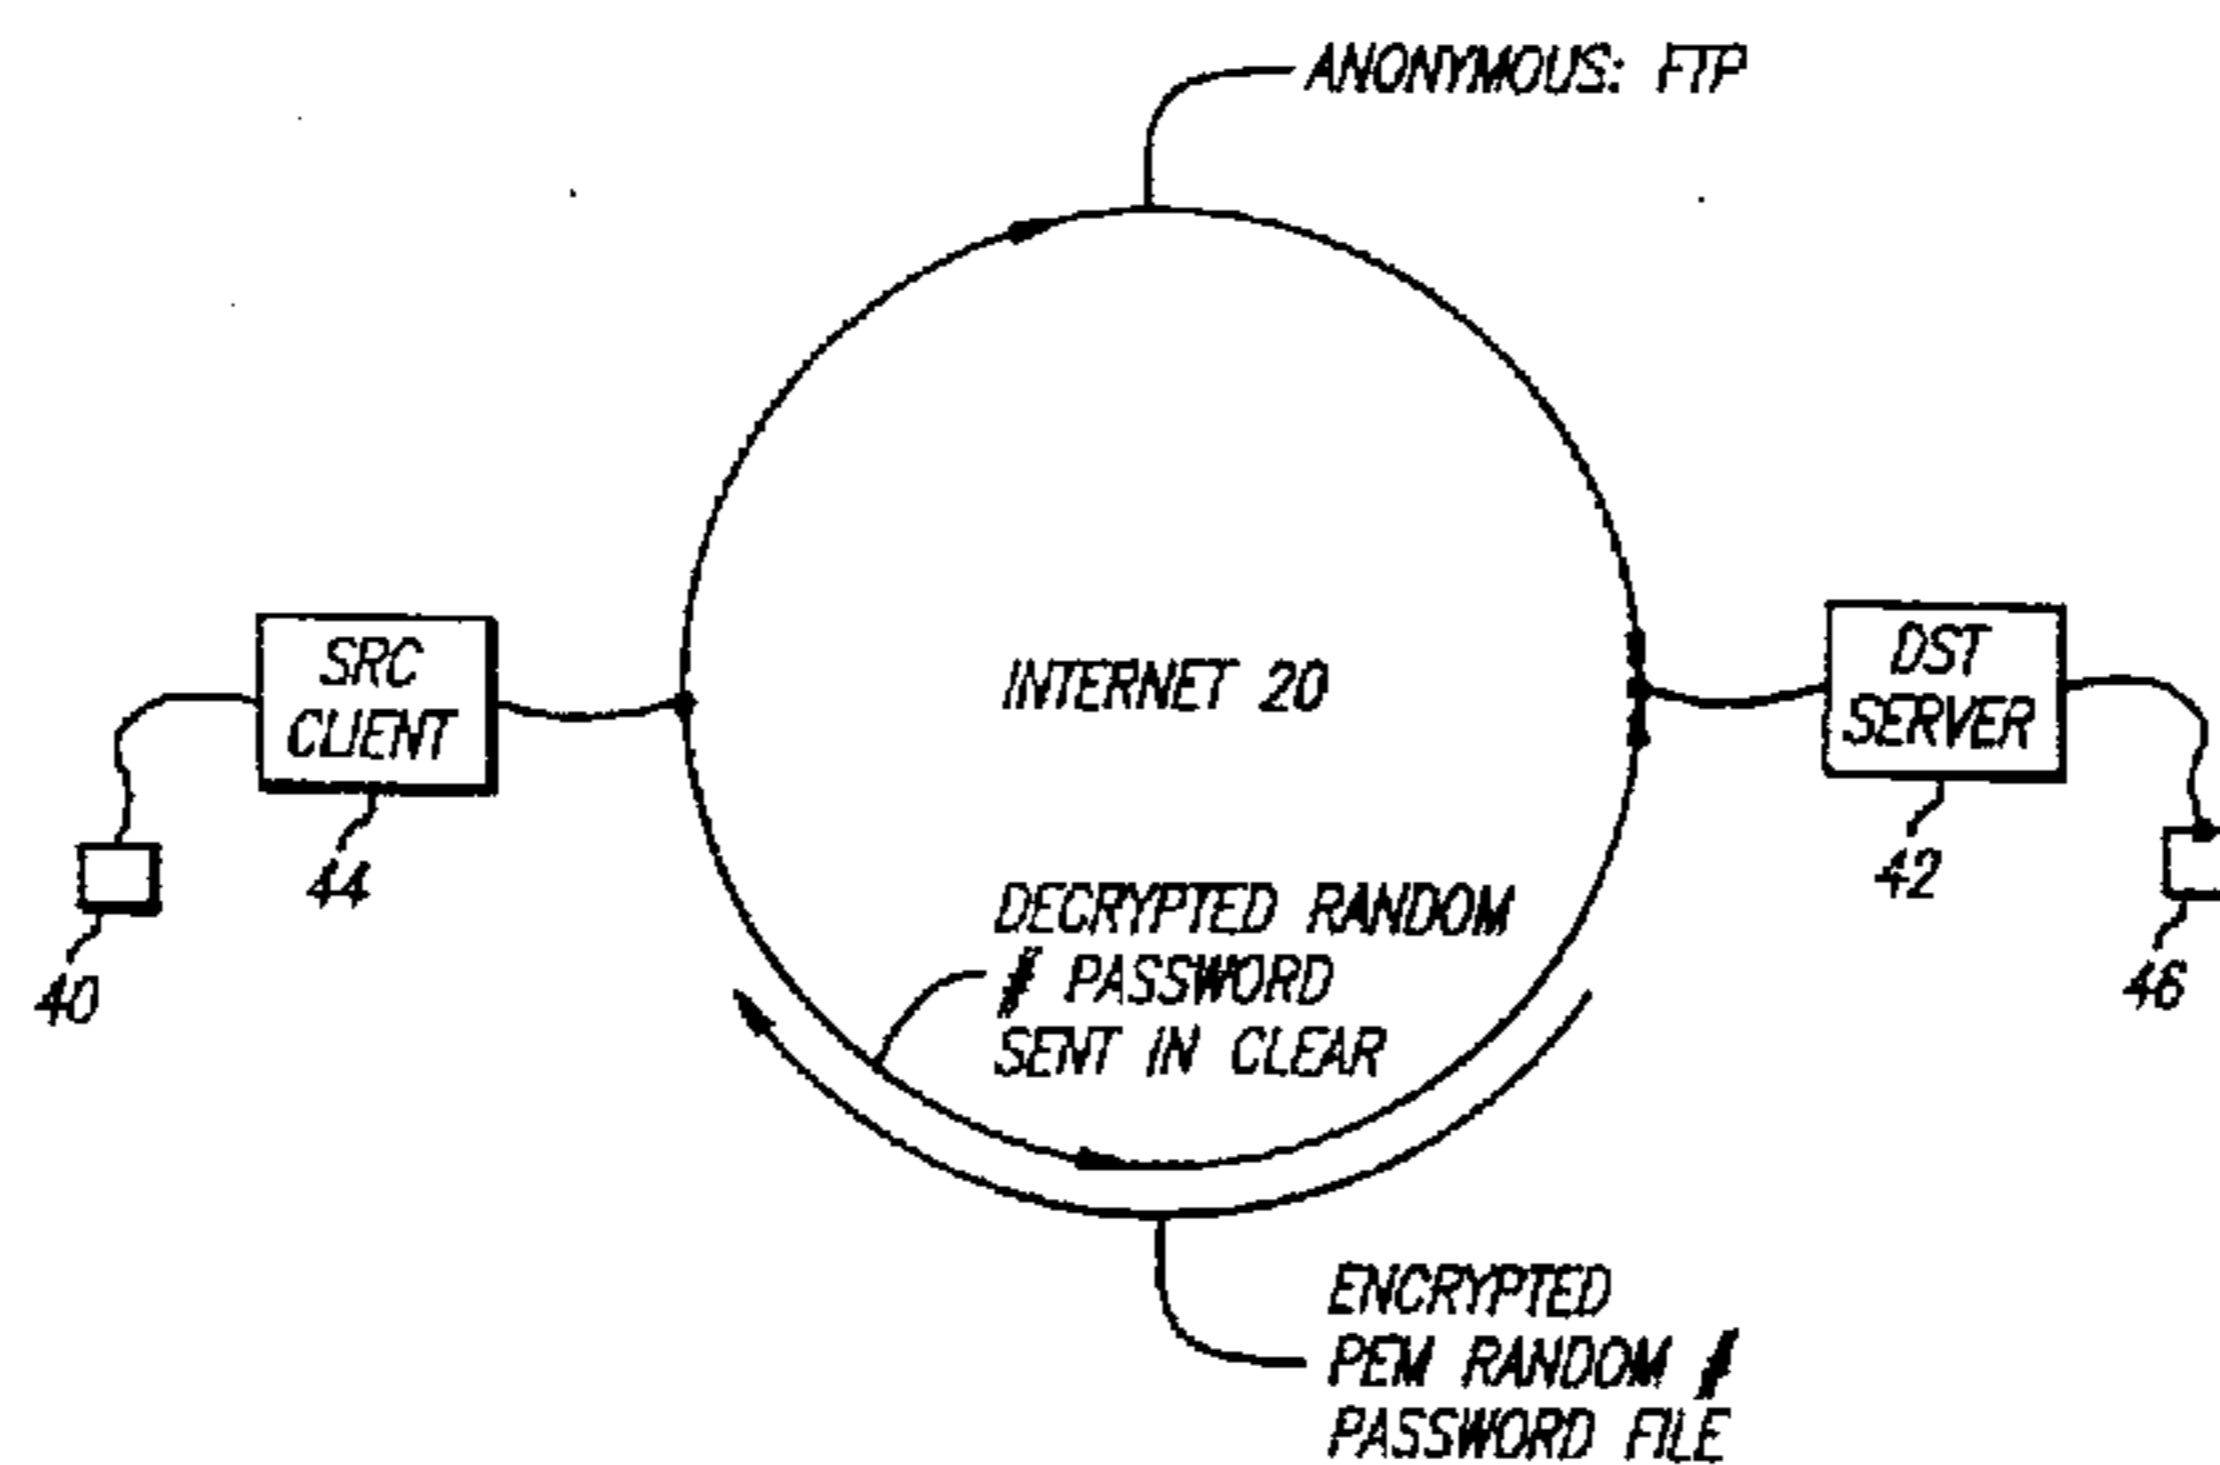 ANONYMOUS: FTP
SRC
CLIENT
INTERNET 20
DST
SERVER
44
42
40
46
DECRYPTED RANDOM
# PASSWORD
SENT IN CLEAR
ENCRYPTED
PEM RANDOM #
PASSWORD FILE